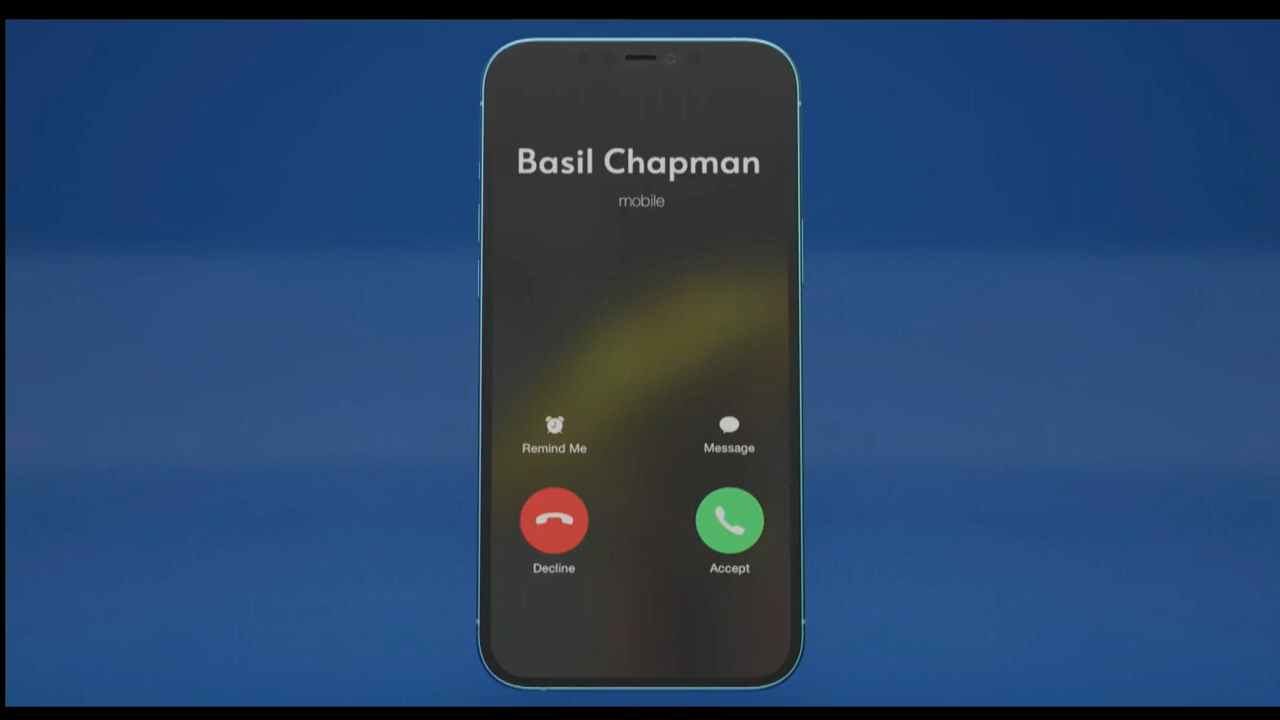 Basil Chapman
mobile
Remind Me
Message
Decline
Accept